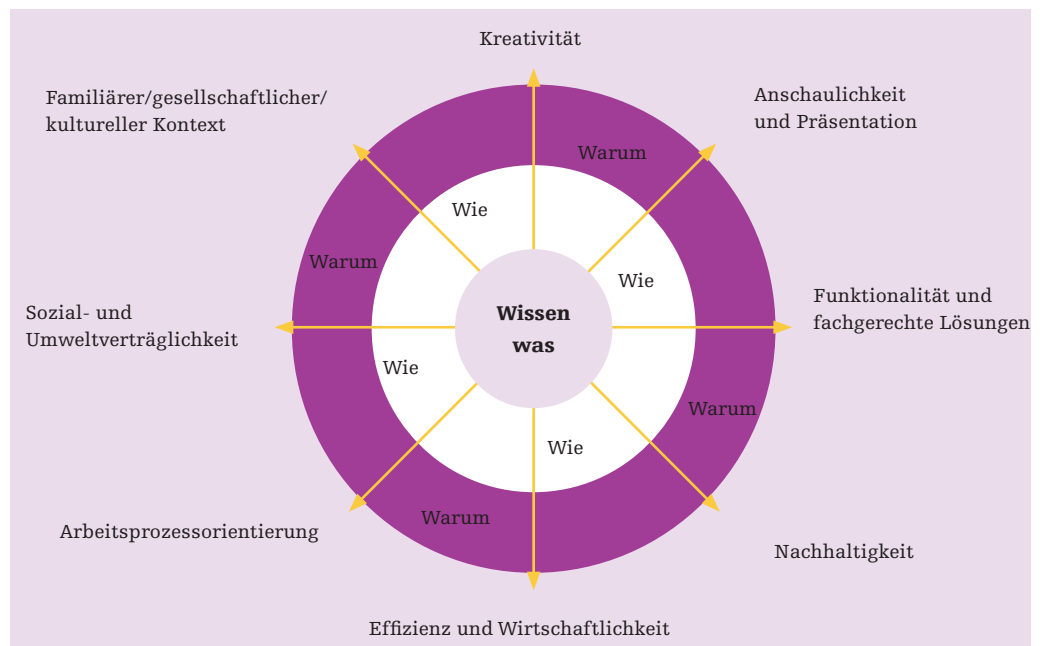 Kreativität
Familiärer/gesellschaftlicher/
kultureller Kontext
Anschaulichkeit
und Präsentation
Warum
Wie
Warum
Wie
Funktionalität und
fachgerechte Lösungen
Sozial- und
Umweltverträglichkeit
Wissen
was
Wie
Warum
Wie
Warum
Arbeitsprozessorientierung
Nachhaltigkeit
Effizienz und Wirtschaftlichkeit